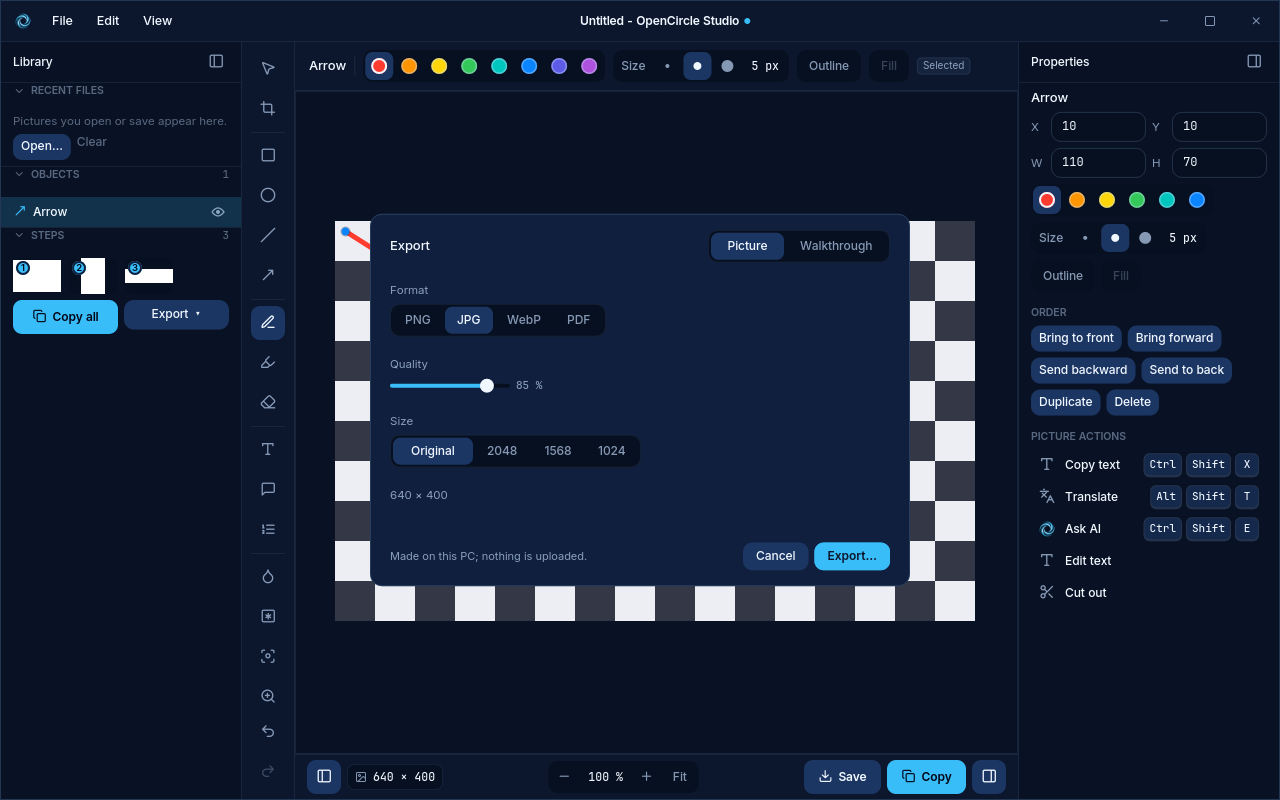 File Edit View
Untitled - OpenCircle Studio
Library
RECENT FILES
Pictures you open or save appear here.
Open... Clear
OBJECTS 1
Arrow
STEPS 3
1 2 3
Copy all Export
Arrow Size 5 px Outline Fill Selected
Export Picture Walkthrough
Format
PNG JPG WebP PDF
Quality
85 %
Size
Original 2048 1568 1024
640 × 400
Made on this PC; nothing is uploaded. Cancel Export...
640 × 400 100 % Fit Save Copy
Properties
Arrow
X 10 Y 10
W 110 H 70
Size 5 px
Outline Fill
ORDER
Bring to front Bring forward
Send backward Send to back
Duplicate Delete
PICTURE ACTIONS
Copy text Ctrl Shift X
Translate Alt Shift T
Ask AI Ctrl Shift E
Edit text
Cut out